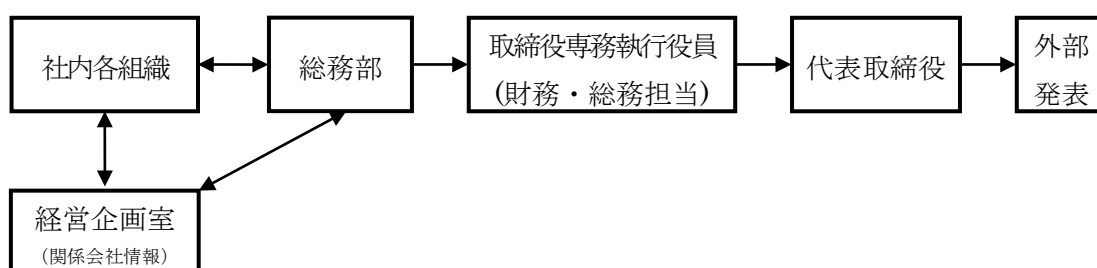 社内各組織
総務部
取締役専務執行役員
(財務・総務担当)
代表取締役
外部
発表
経営企画室
(関係会社情報)